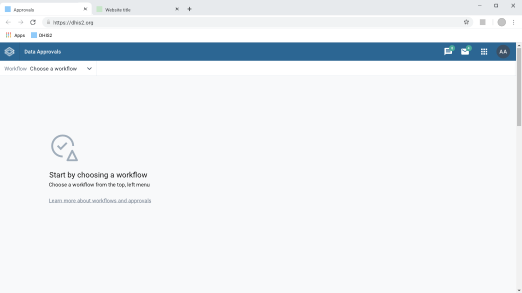 Approvals
Website title
https://dhis2.org
Apps
DHIS2
Data Approvals
AA
Workflow Choose a workflow
Start by choosing a workflow
Choose a workflow from the top, left menu
Learn more about workflows and approvals